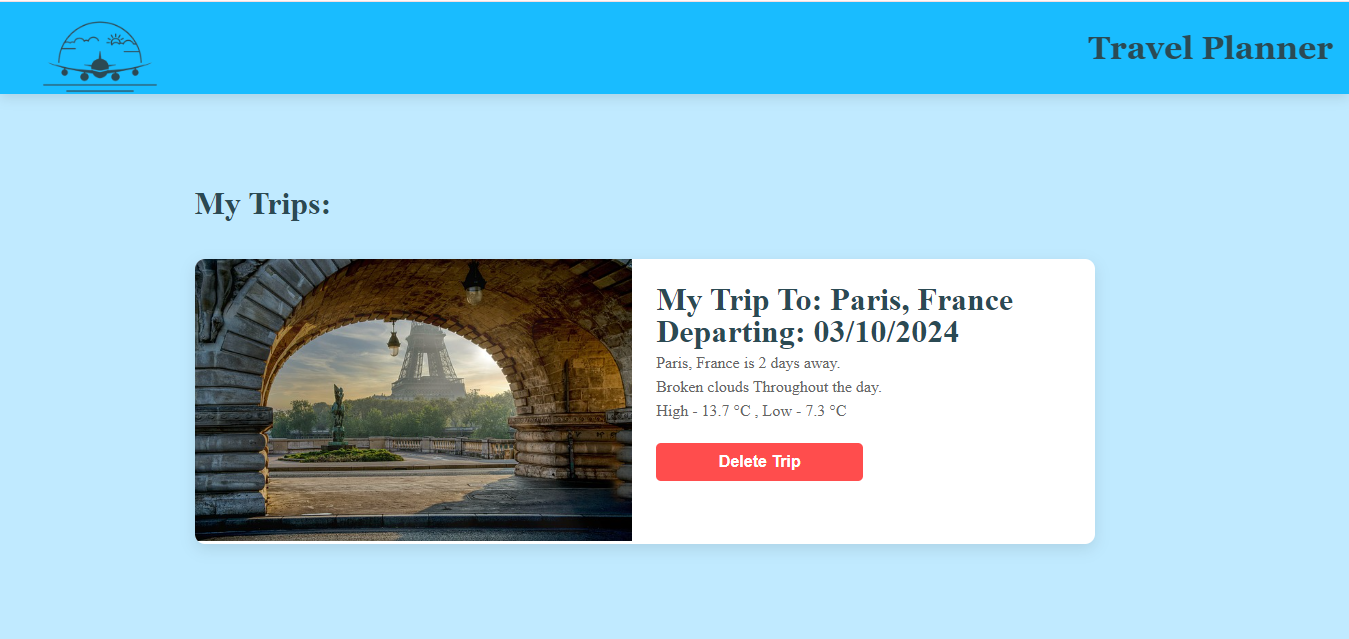 Travel Planner
My Trips:
My Trip To: Paris, France
Departing: 03/10/2024
Paris, France is 2 days away.
Broken clouds Throughout the day.
High - 13.7 °C , Low - 7.3 °C
Delete Trip